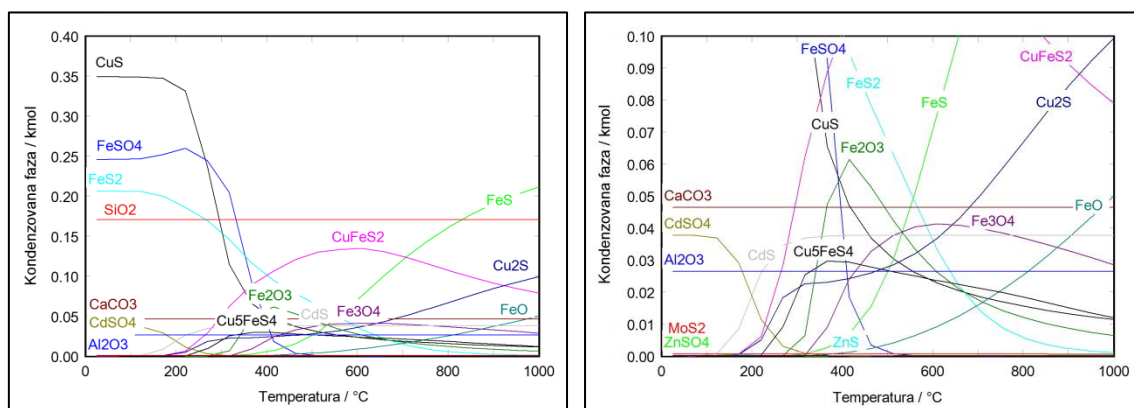 0.40
0.35
0.30
0.25
0.20
0.15
0.10
0.05
0.00
Kondenzovana faza / kmol
CuS
FeSO4
FeS2
SiO2
CaCO3
CdSO4
Al2O3
Cu5FeS4
Fe2O3
CdS
CuFeS2
Fe3O4
FeS
Cu2S
FeO
0 200 400 600 800 1000
Temperatura / °C
0.10
0.09
0.08
0.07
0.06
0.05
0.04
0.03
0.02
0.01
0.00
Kondenzovana faza / kmol
FeSO4
FeS2
CuS
Fe2O3
FeS
CuFeS2
Cu2S
CaCO3
CdSO4
CdS
Al2O3
Cu5FeS4
Fe3O4
FeO
MoS2
ZnSO4
ZnS
0 200 400 600 800 1000
Temperatura / °C